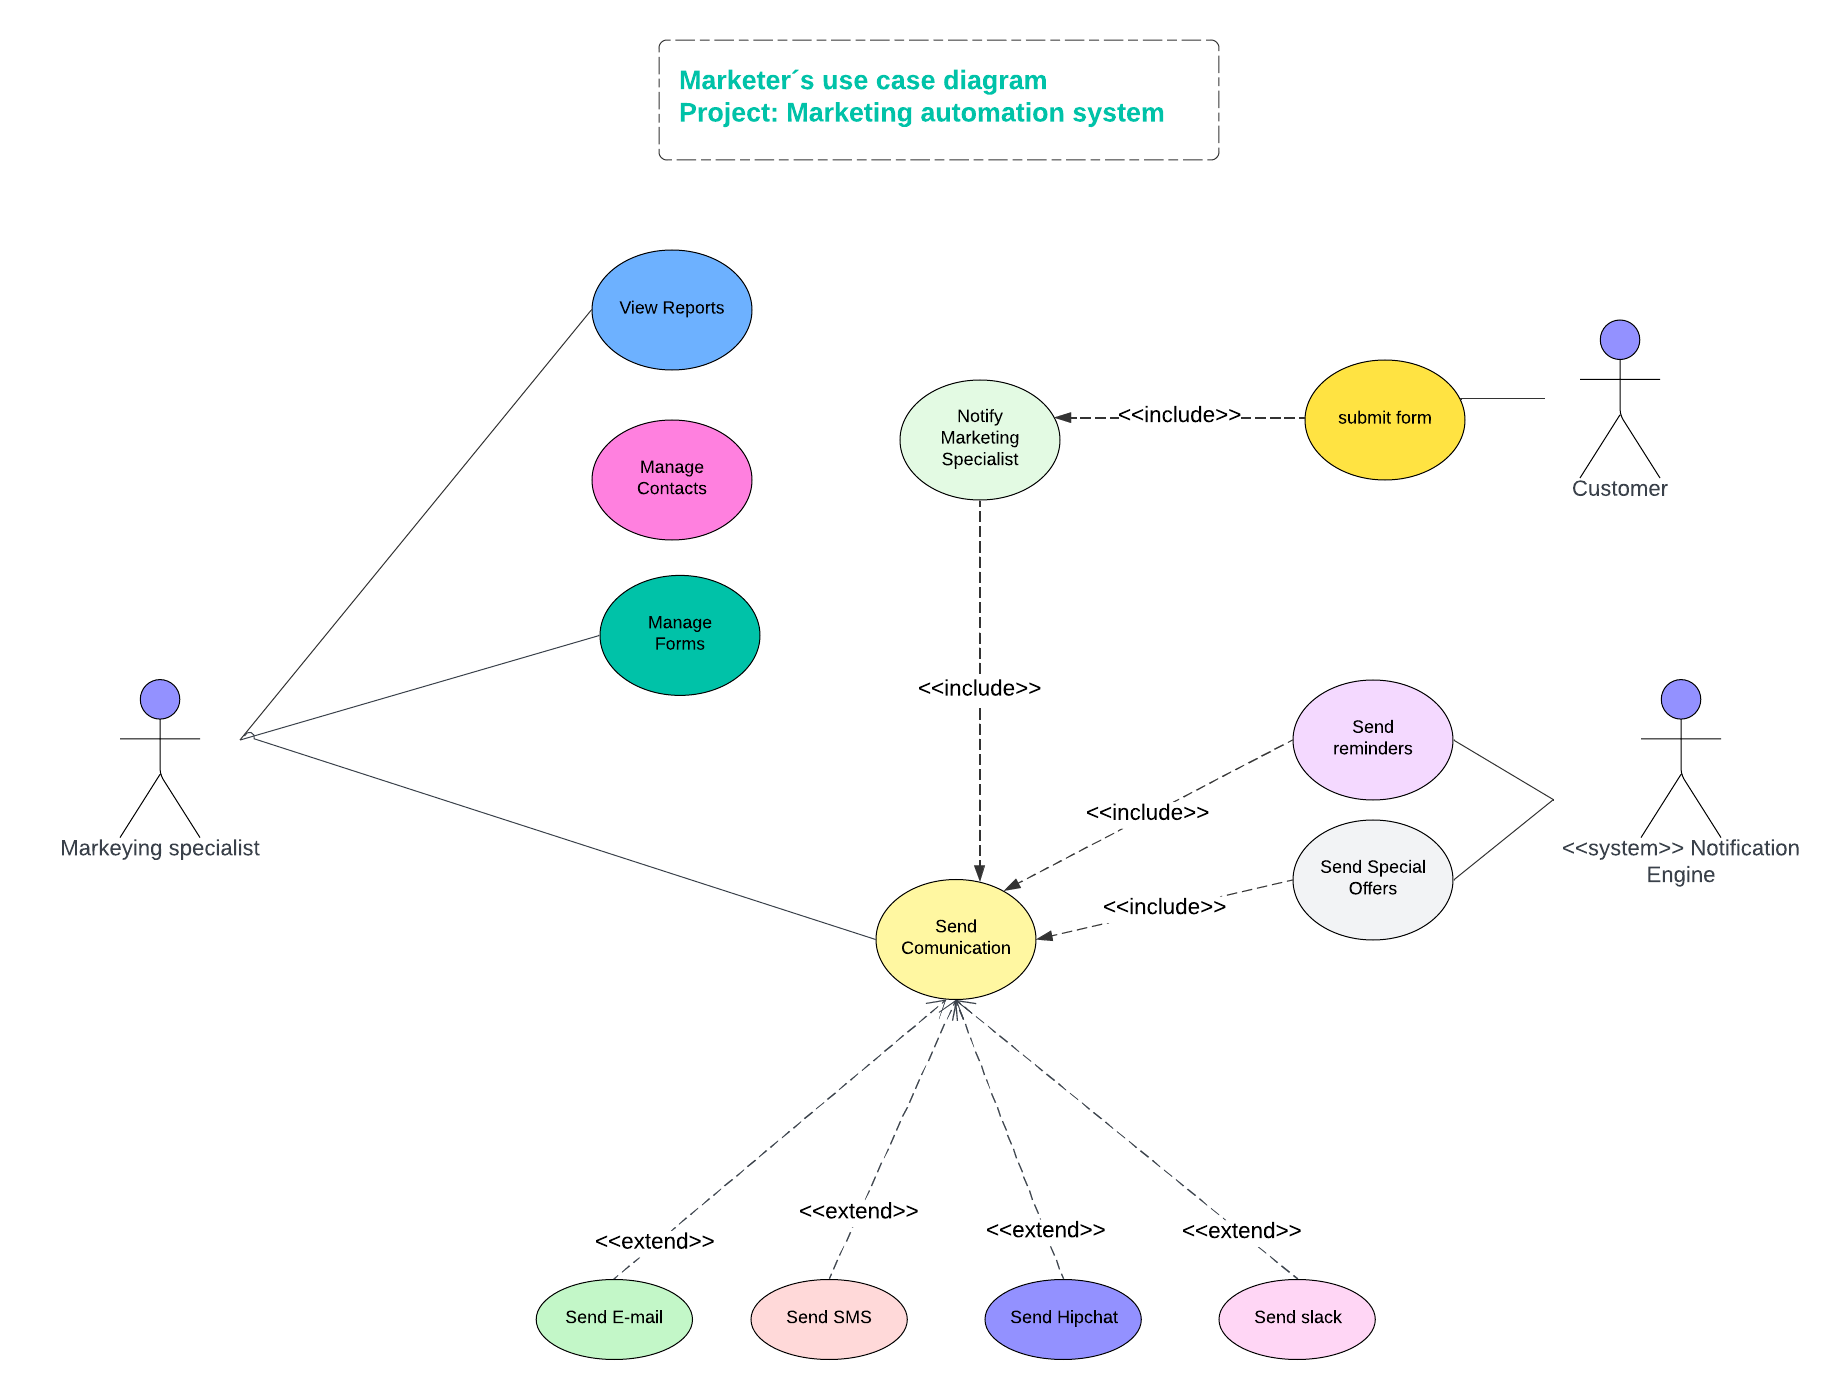 Marketer´s use case diagram
Project: Marketing automation system
View Reports
Notify
Marketing
Specialist
<<include>>
submit form
Manage
Contacts
Customer
Manage
Forms
<<include>>
Send
reminders
<<include>>
Markeying specialist
<<system>> Notification
Engine
Send Special
Offers
<<include>>
Send
Comunication
<<extend>>
<<extend>>
<<extend>>
<<extend>>
Send E-mail
Send SMS
Send Hipchat
Send slack